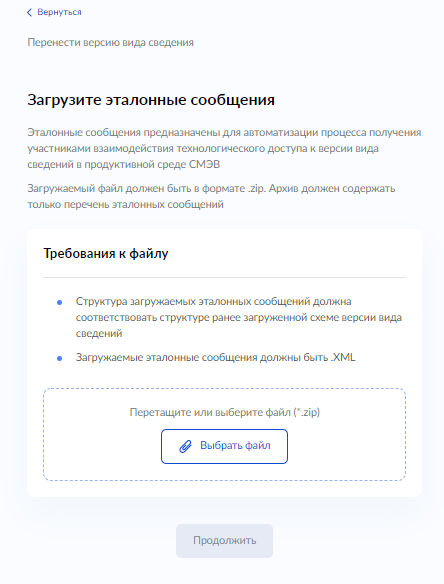 Вернуться
Перенести версию вида сведения
Загрузите эталонные сообщения
Эталонные сообщения предназначены для автоматизации процесса получения
участниками взаимодействия технологического доступа к версии вида
сведений в продуктивной среде СМЭВ
Загружаемый файл должен быть в формате .zip. Архив должен содержать
только перечень эталонных сообщений
Требования к файлу
Структура загружаемых эталонных сообщений должна
соответствовать структуре ранее загруженной схеме версии вида
сведений
Загружаемые эталонные сообщения должны быть .XML
Перетащите или выберите файл (*.zip)
Выбрать файл
Продолжить